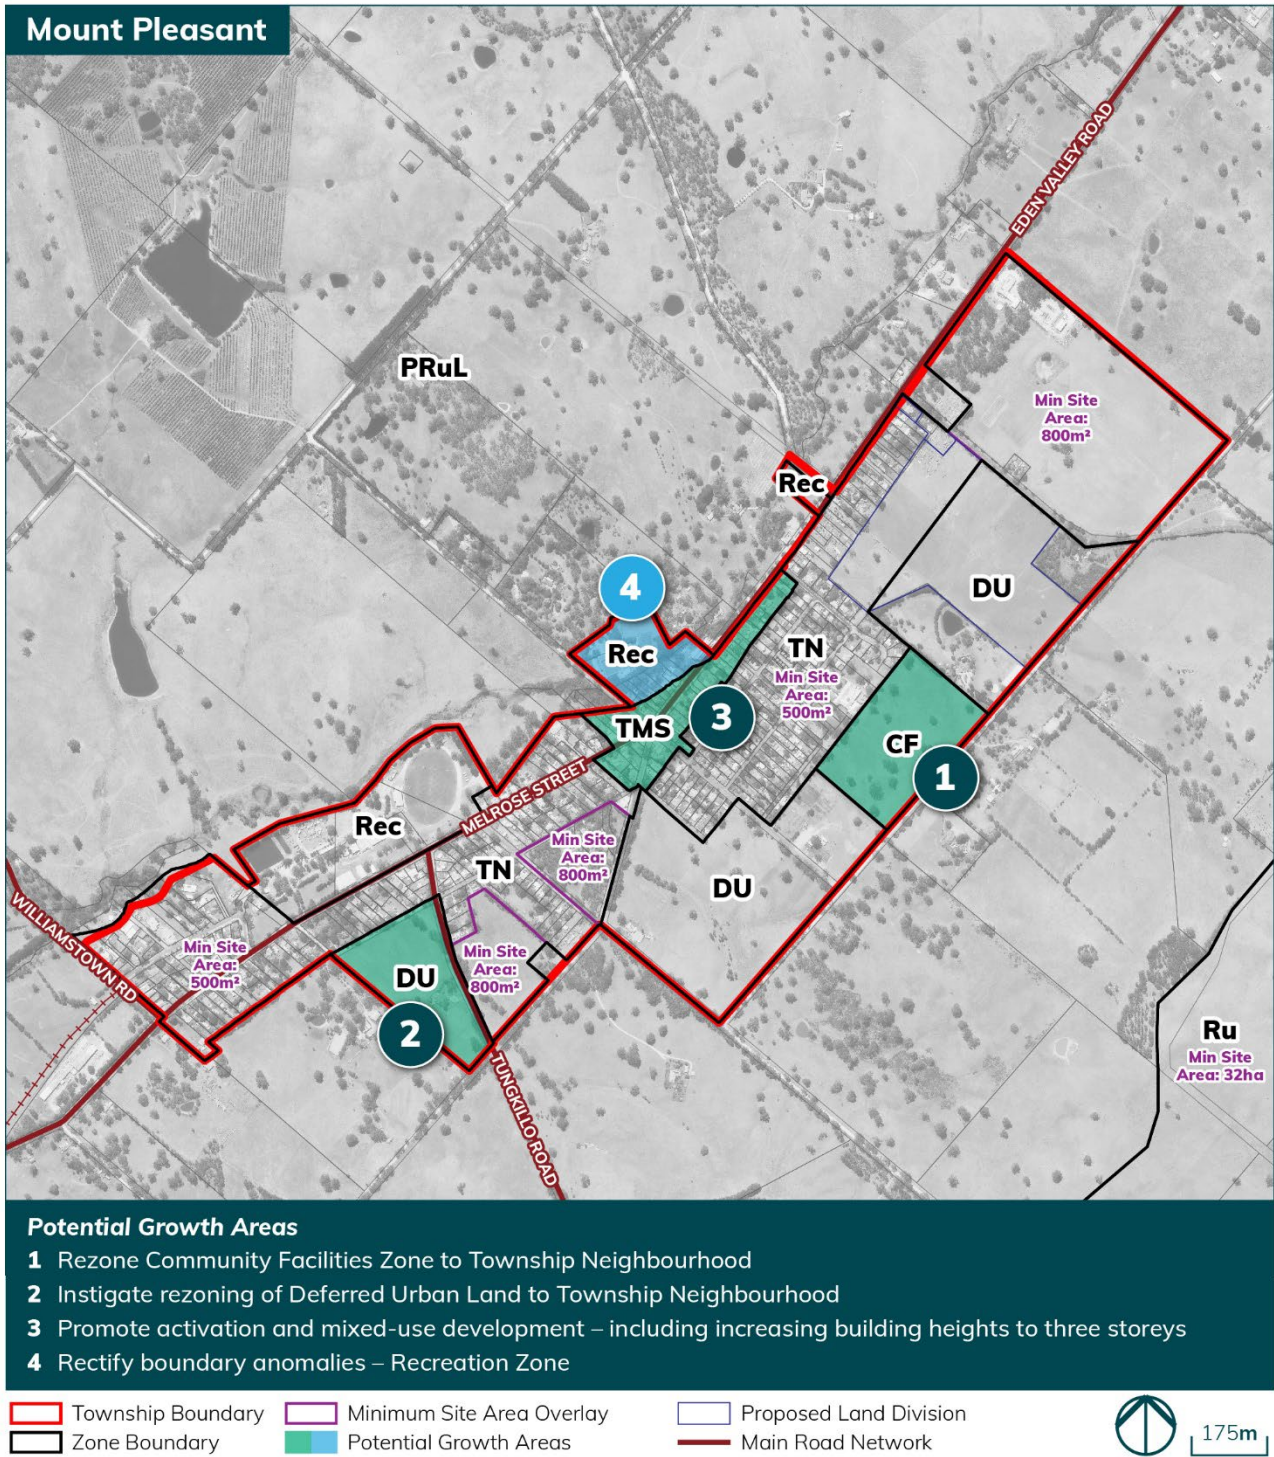 Mount Pleasant
EDEN VALLEY ROAD
PRuL
Min Site
Area:
800m²
Rec
4
DU
Rec
TN
Min Site
Area:
500m²
3
TMS
CF
1
MELROSE STREET
Rec
Min Site
Area:
800m²
TN
DU
WILLIAMSTOWN RD
Min Site
Area:
500m²
Min Site
Area:
800m²
DU
2
Ru
Min Site
Area: 32ha
TUNGKILLO ROAD
Potential Growth Areas
1 Rezone Community Facilities Zone to Township Neighbourhood
2 Instigate rezoning of Deferred Urban Land to Township Neighbourhood
3 Promote activation and mixed-use development – including increasing building heights to three storeys
4 Rectify boundary anomalies – Recreation Zone
Township Boundary
Zone Boundary
Minimum Site Area Overlay
Potential Growth Areas
Proposed Land Division
Main Road Network
175m